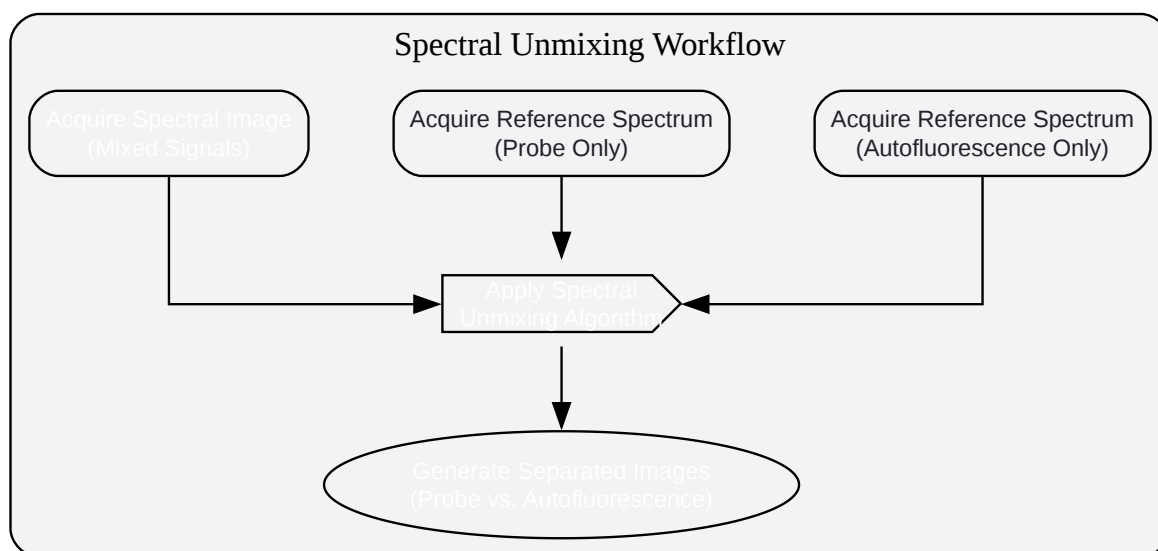 Spectral Unmixing Workflow
Acquire Spectral Image
(Mixed Signals)
Acquire Reference Spectrum
(Probe Only)
Acquire Reference Spectrum
(Autofluorescence Only)
Apply Spectral
Unmixing Algorithm
Generate Separated Images
(Probe vs. Autofluorescence)